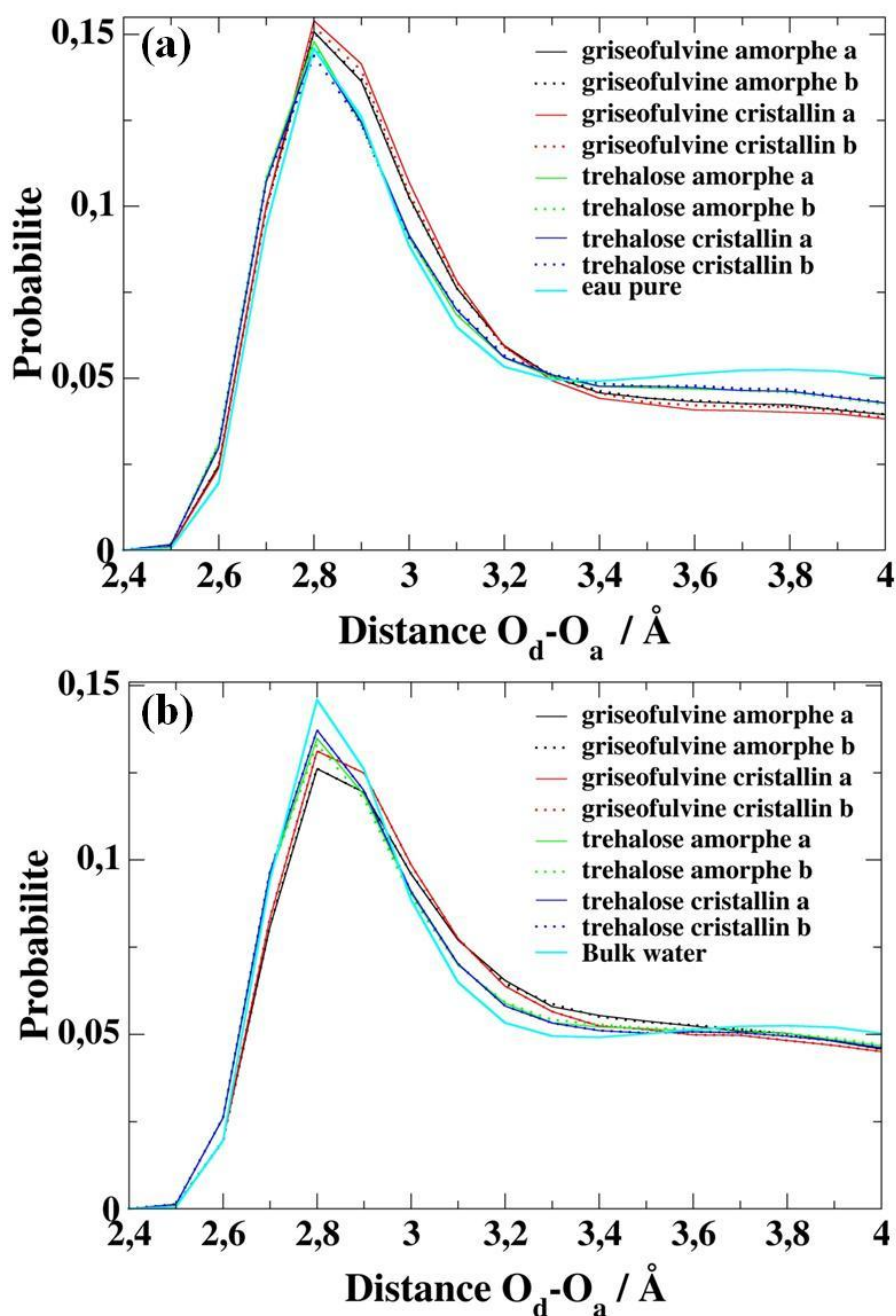 (a)
griseofulvine amorphe a
griseofulvine amorphe b
griseofulvine cristallin a
griseofulvine cristallin b
trehalose amorphe a
trehalose amorphe b
trehalose cristallin a
trehalose cristallin b
eau pure
Probabilite
0,15
0,1
0,05
0
2,4 2,6 2,8 3 3,2 3,4 3,6 3,8 4
Distance O_d-O_a / Å
(b)
griseofulvine amorphe a
griseofulvine amorphe b
griseofulvine cristallin a
griseofulvine cristallin b
trehalose amorphe a
trehalose amorphe b
trehalose cristallin a
trehalose cristallin b
Bulk water
Probabilite
0,15
0,1
0,05
0
2,4 2,6 2,8 3 3,2 3,4 3,6 3,8 4
Distance O_d-O_a / Å